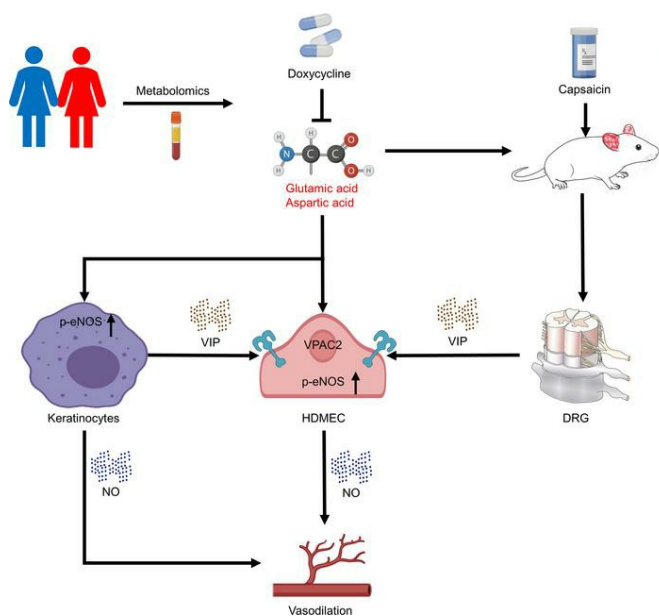 Doxycycline
Capsaicin
Metabolomics
H
H
N
C
C
O
O
H
H
Glutamic acid
Aspartic acid
p-eNOS
VIP
VPAC2
p-eNOS
VIP
Keratinocytes
HDMEC
DRG
NO
NO
Vasodilation